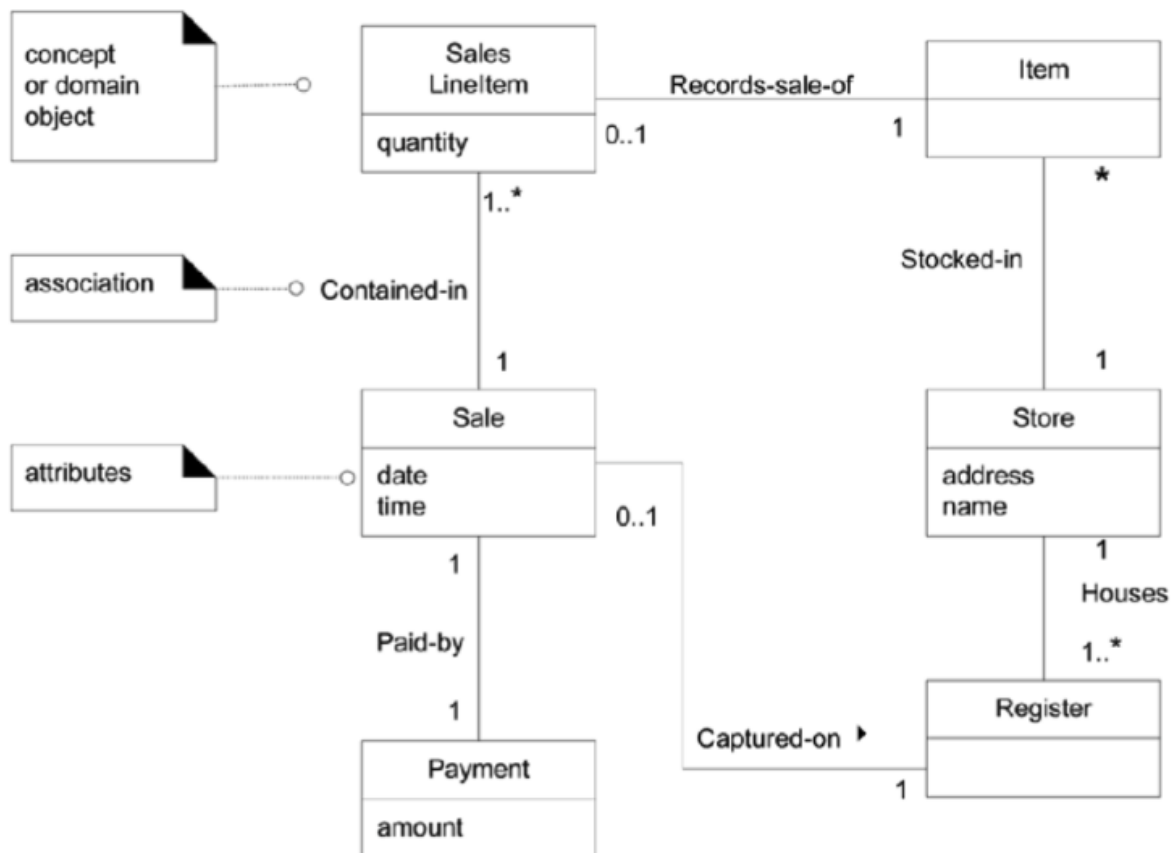 concept
or domain
object
Sales
LineItem
quantity
Records-sale-of
0..1
1
Item
1..*
*
association
Contained-in
Stocked-in
1
1
attributes
Sale
date
time
0..1
Store
address
name
1
1
Paid-by
Houses
1
1..*
Captured-on
1
Register
Payment
amount